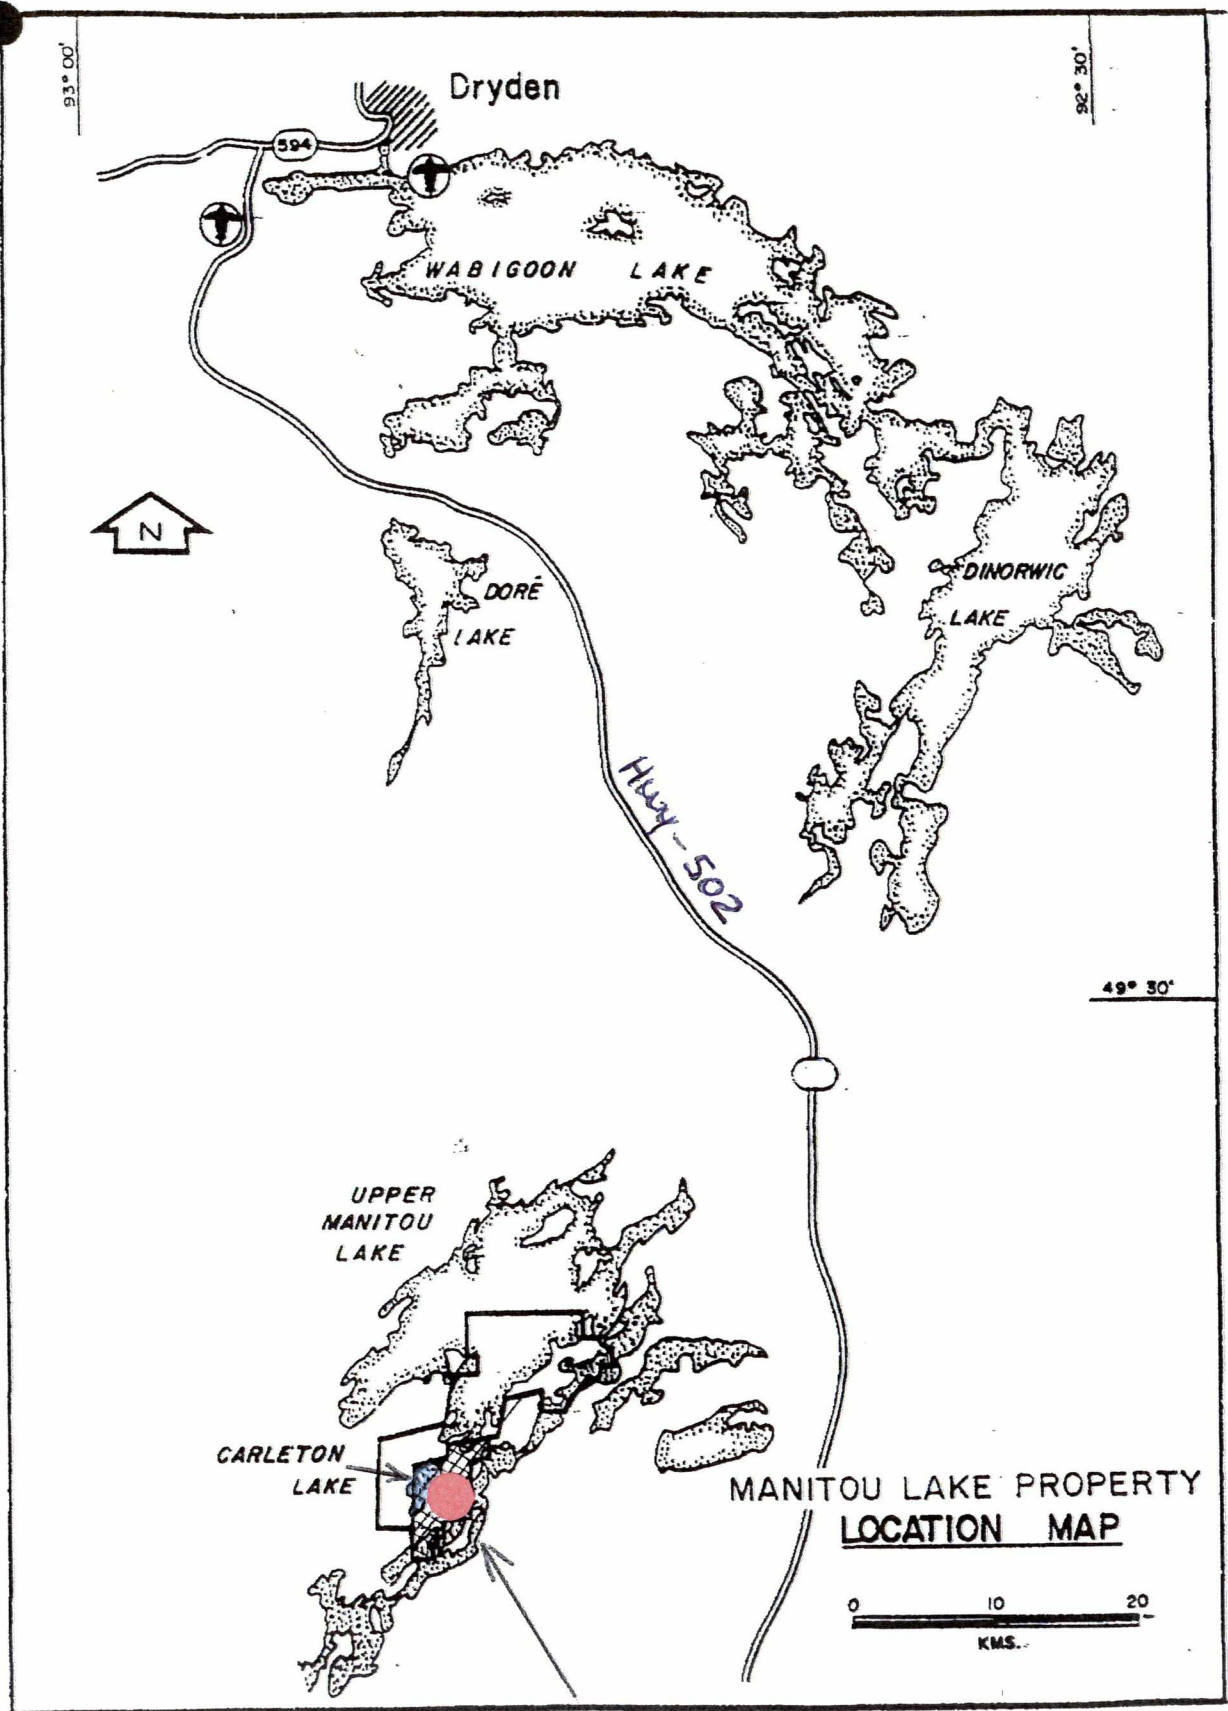 93° 00'
92° 30'
Dryden
594
WABIGOON LAKE
N
DORÉ
LAKE
DINORWIC
LAKE
Hwy-502
49° 30'
UPPER
MANITOU
LAKE
CARLETON
LAKE
MANITOU LAKE PROPERTY
LOCATION MAP
0 10 20
KMS.